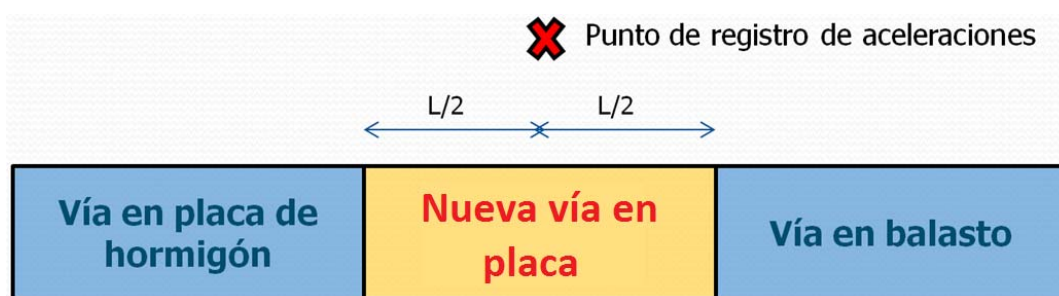 Punto de registro de aceleraciones
L/2 L/2
Vía en placa de
hormigón
Nueva vía en
placa
Vía en balasto